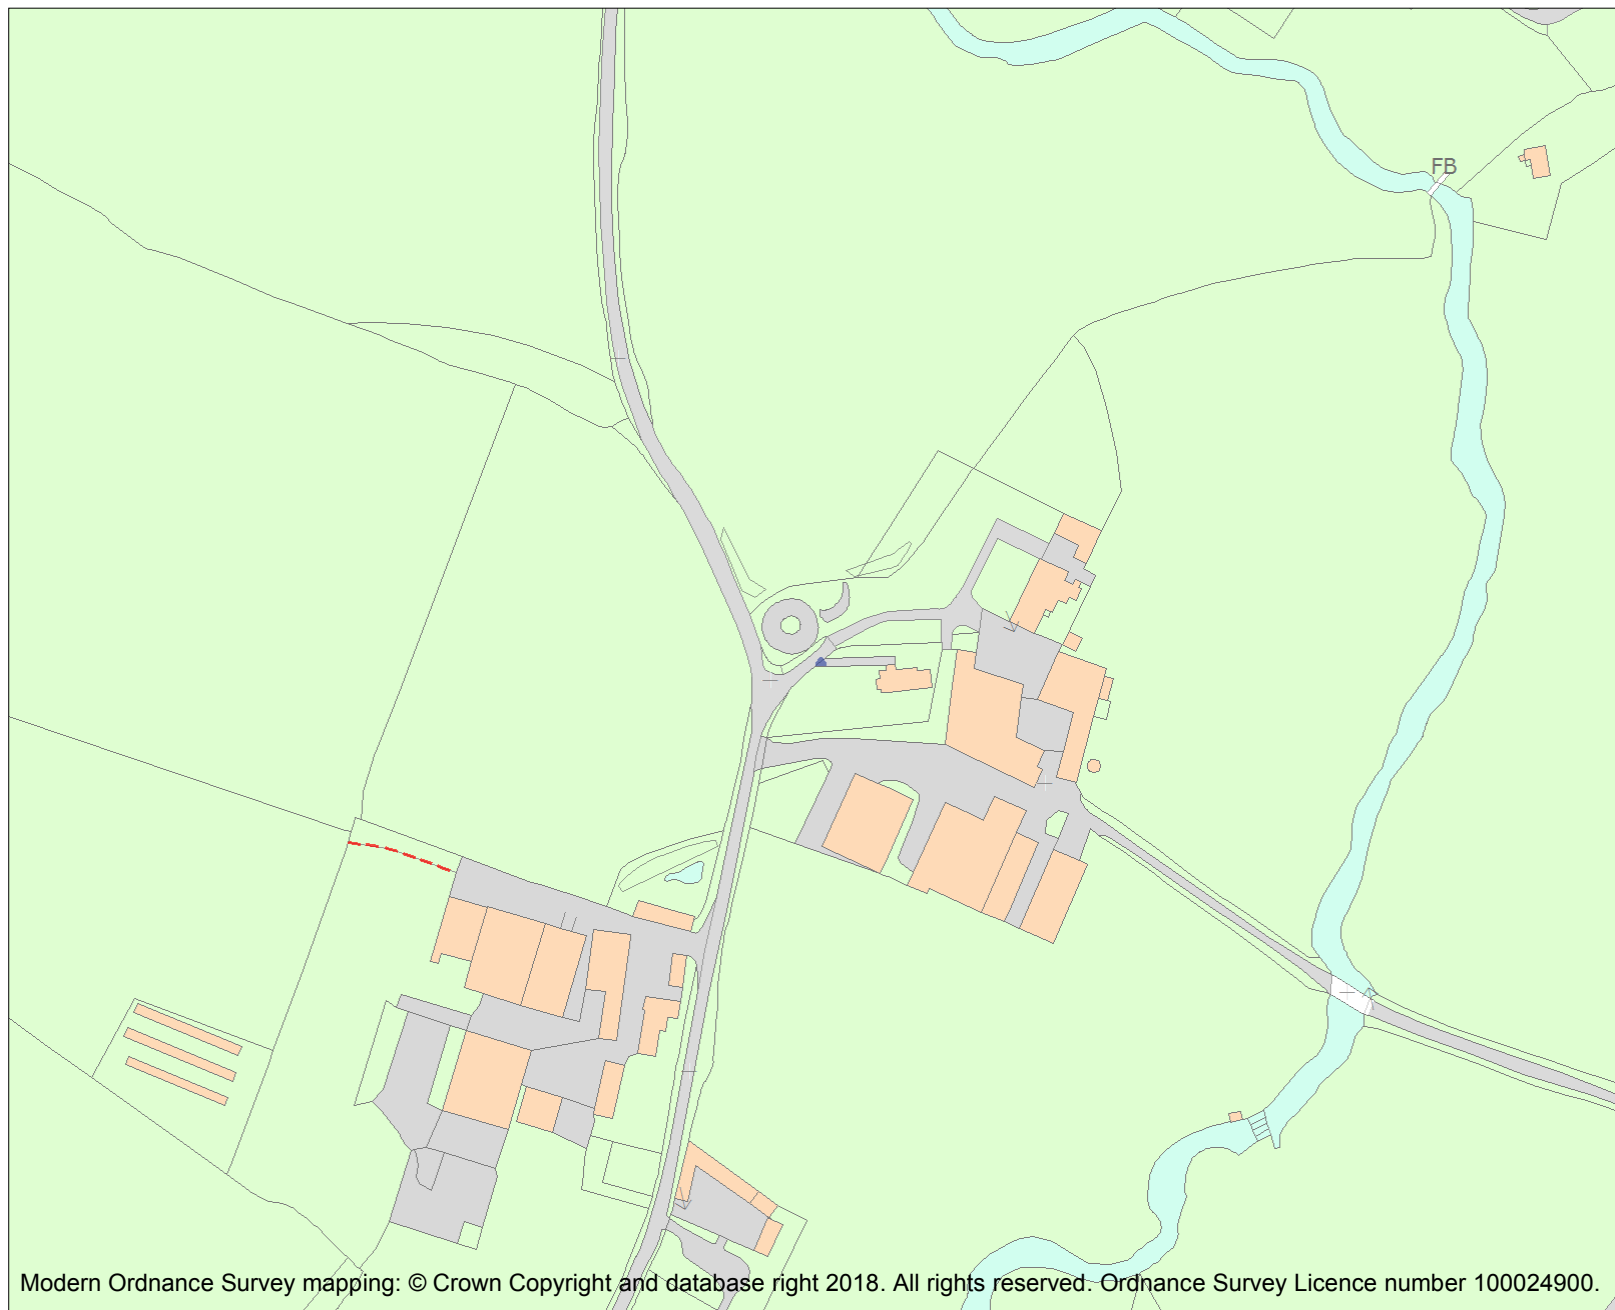 FB
Modern Ordnance Survey mapping: © Crown Copyright and database right 2018. All rights reserved. Ordnance Survey Licence number 100024900.